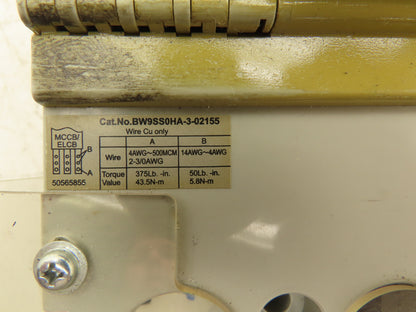 Cat.No.BW9SS0HA-3-02155
Wire Cu only
MCCB/
ELCB
B
A
50565855
A B
Wire 4AWG~500MCM 14AWG~4AWG
2-3/0AWG
Torque 375Lb. -in. 50Lb. -in.
Value 43.5N-m 5.8N-m